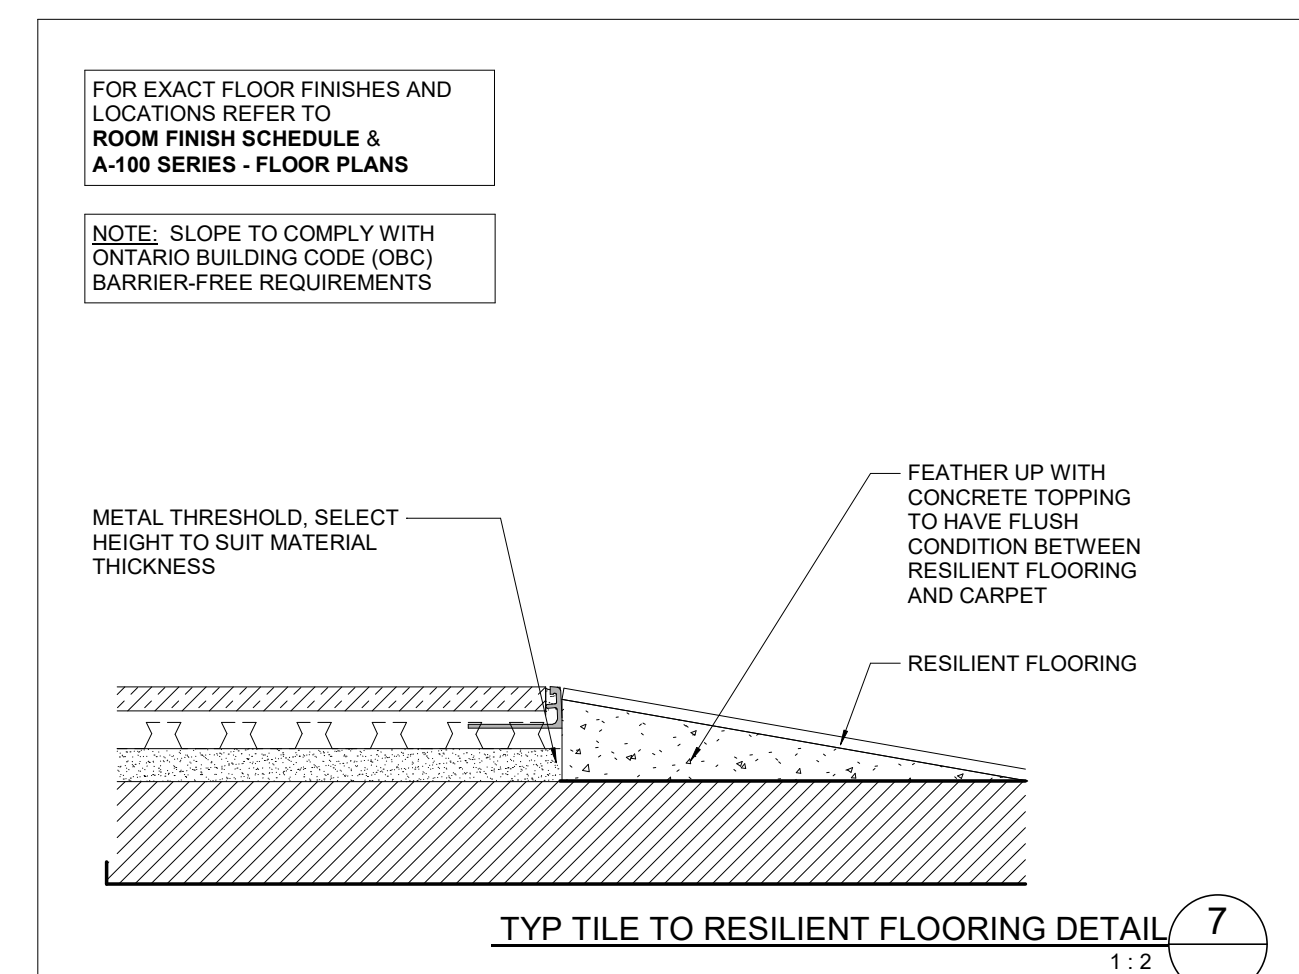 FOR EXACT FLOOR FINISHES AND
LOCATIONS REFER TO
ROOM FINISH SCHEDULE &
A-100 SERIES - FLOOR PLANS
NOTE: SLOPE TO COMPLY WITH
ONTARIO BUILDING CODE (OBC)
BARRIER-FREE REQUIREMENTS
METAL THRESHOLD, SELECT
HEIGHT TO SUIT MATERIAL
THICKNESS
FEATHER UP WITH
CONCRETE TOPPING
TO HAVE FLUSH
CONDITION BETWEEN
RESILIENT FLOORING
AND CARPET
RESILIENT FLOORING
TYP TILE TO RESILIENT FLOORING DETAIL
7
1 : 2